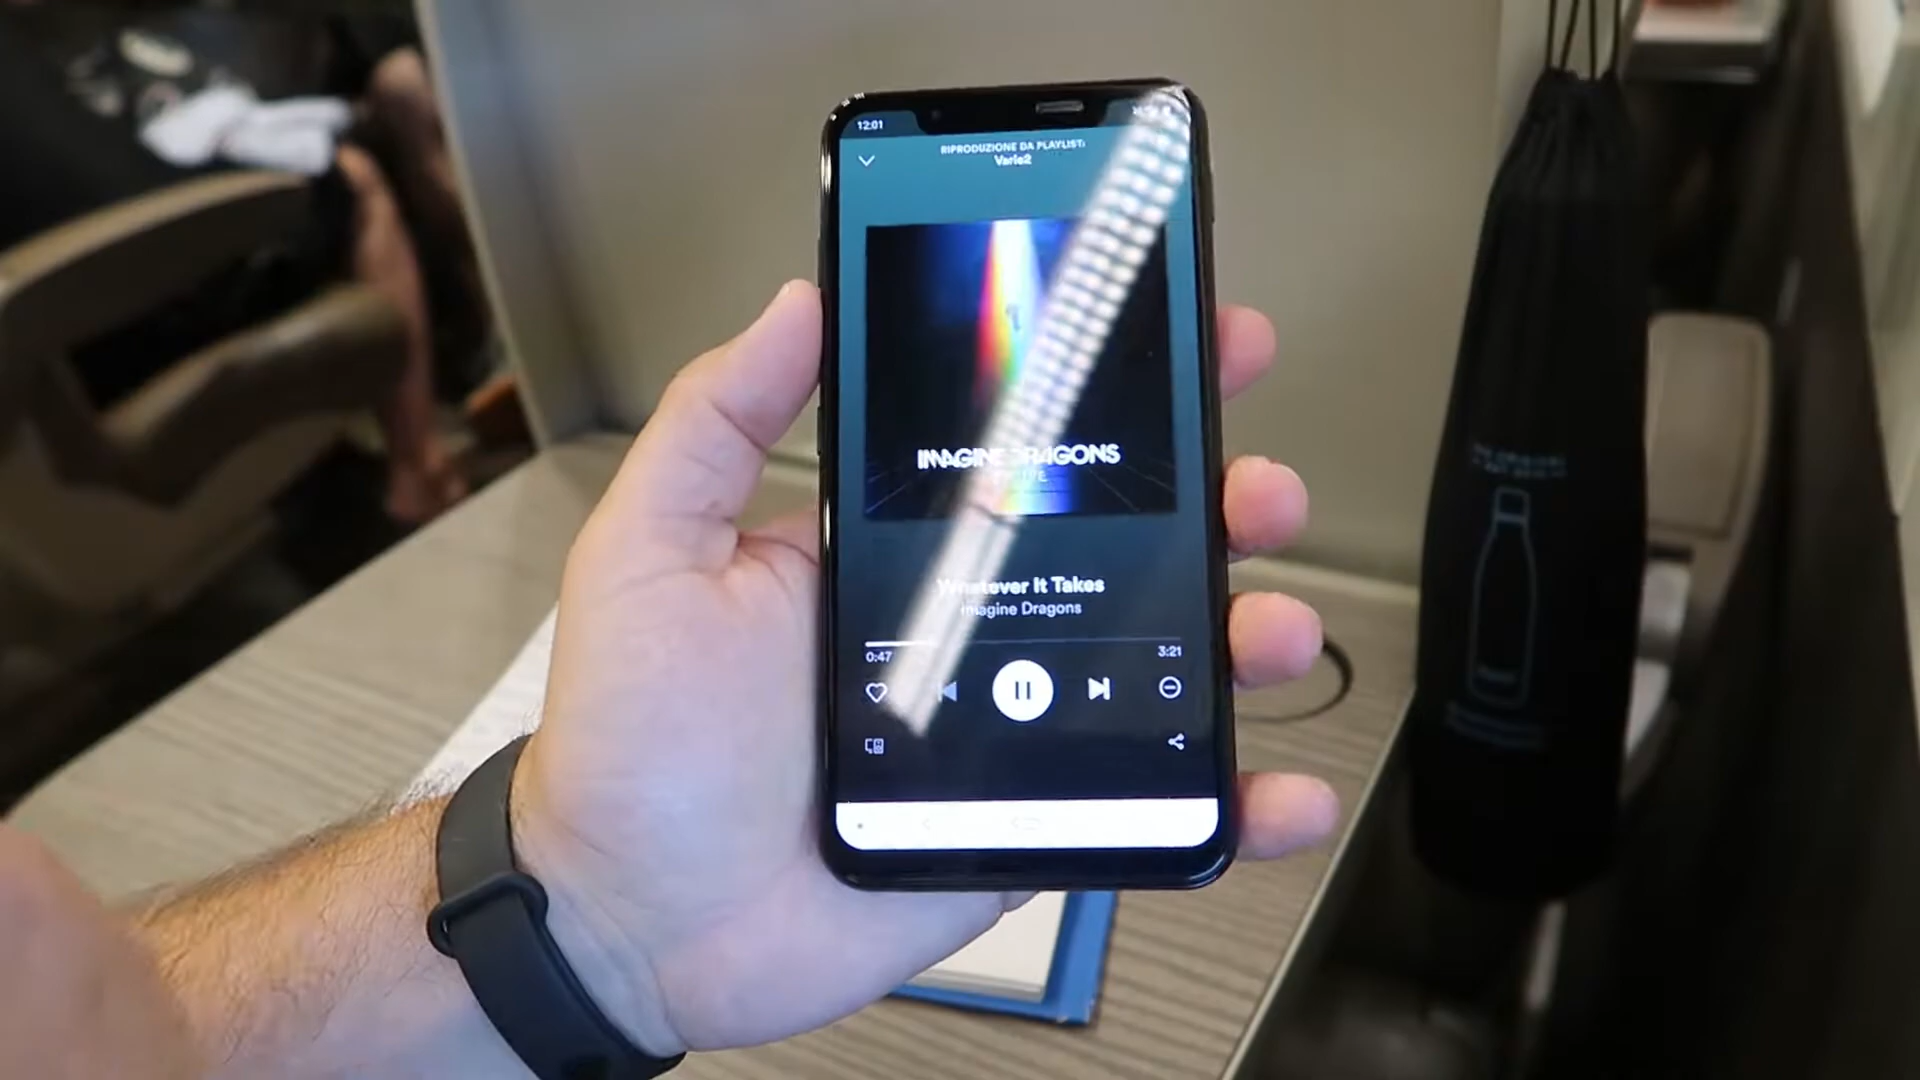 12:01
RIPRODUZIONE DA PLAYLIST:
Varie2
IMAGINE DRAGONS
Whatever It Takes
Imagine Dragons
0:47
3:21